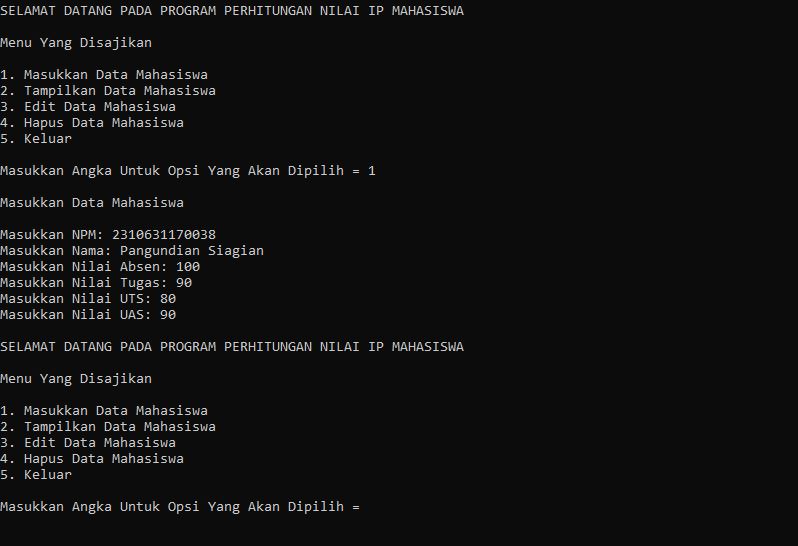 SELAMAT DATANG PADA PROGRAM PERHITUNGAN NILAI IP MAHASISWA
Menu Yang Disajikan
1. Masukkan Data Mahasiswa
2. Tampilkan Data Mahasiswa
3. Edit Data Mahasiswa
4. Hapus Data Mahasiswa
5. Keluar
Masukkan Angka Untuk Opsi Yang Akan Dipilih = 1
Masukkan Data Mahasiswa
Masukkan NPM: 2310631170038
Masukkan Nama: Pangundian Siagian
Masukkan Nilai Absen: 100
Masukkan Nilai Tugas: 90
Masukkan Nilai UTS: 80
Masukkan Nilai UAS: 90
SELAMAT DATANG PADA PROGRAM PERHITUNGAN NILAI IP MAHASISWA
Menu Yang Disajikan
1. Masukkan Data Mahasiswa
2. Tampilkan Data Mahasiswa
3. Edit Data Mahasiswa
4. Hapus Data Mahasiswa
5. Keluar
Masukkan Angka Untuk Opsi Yang Akan Dipilih =